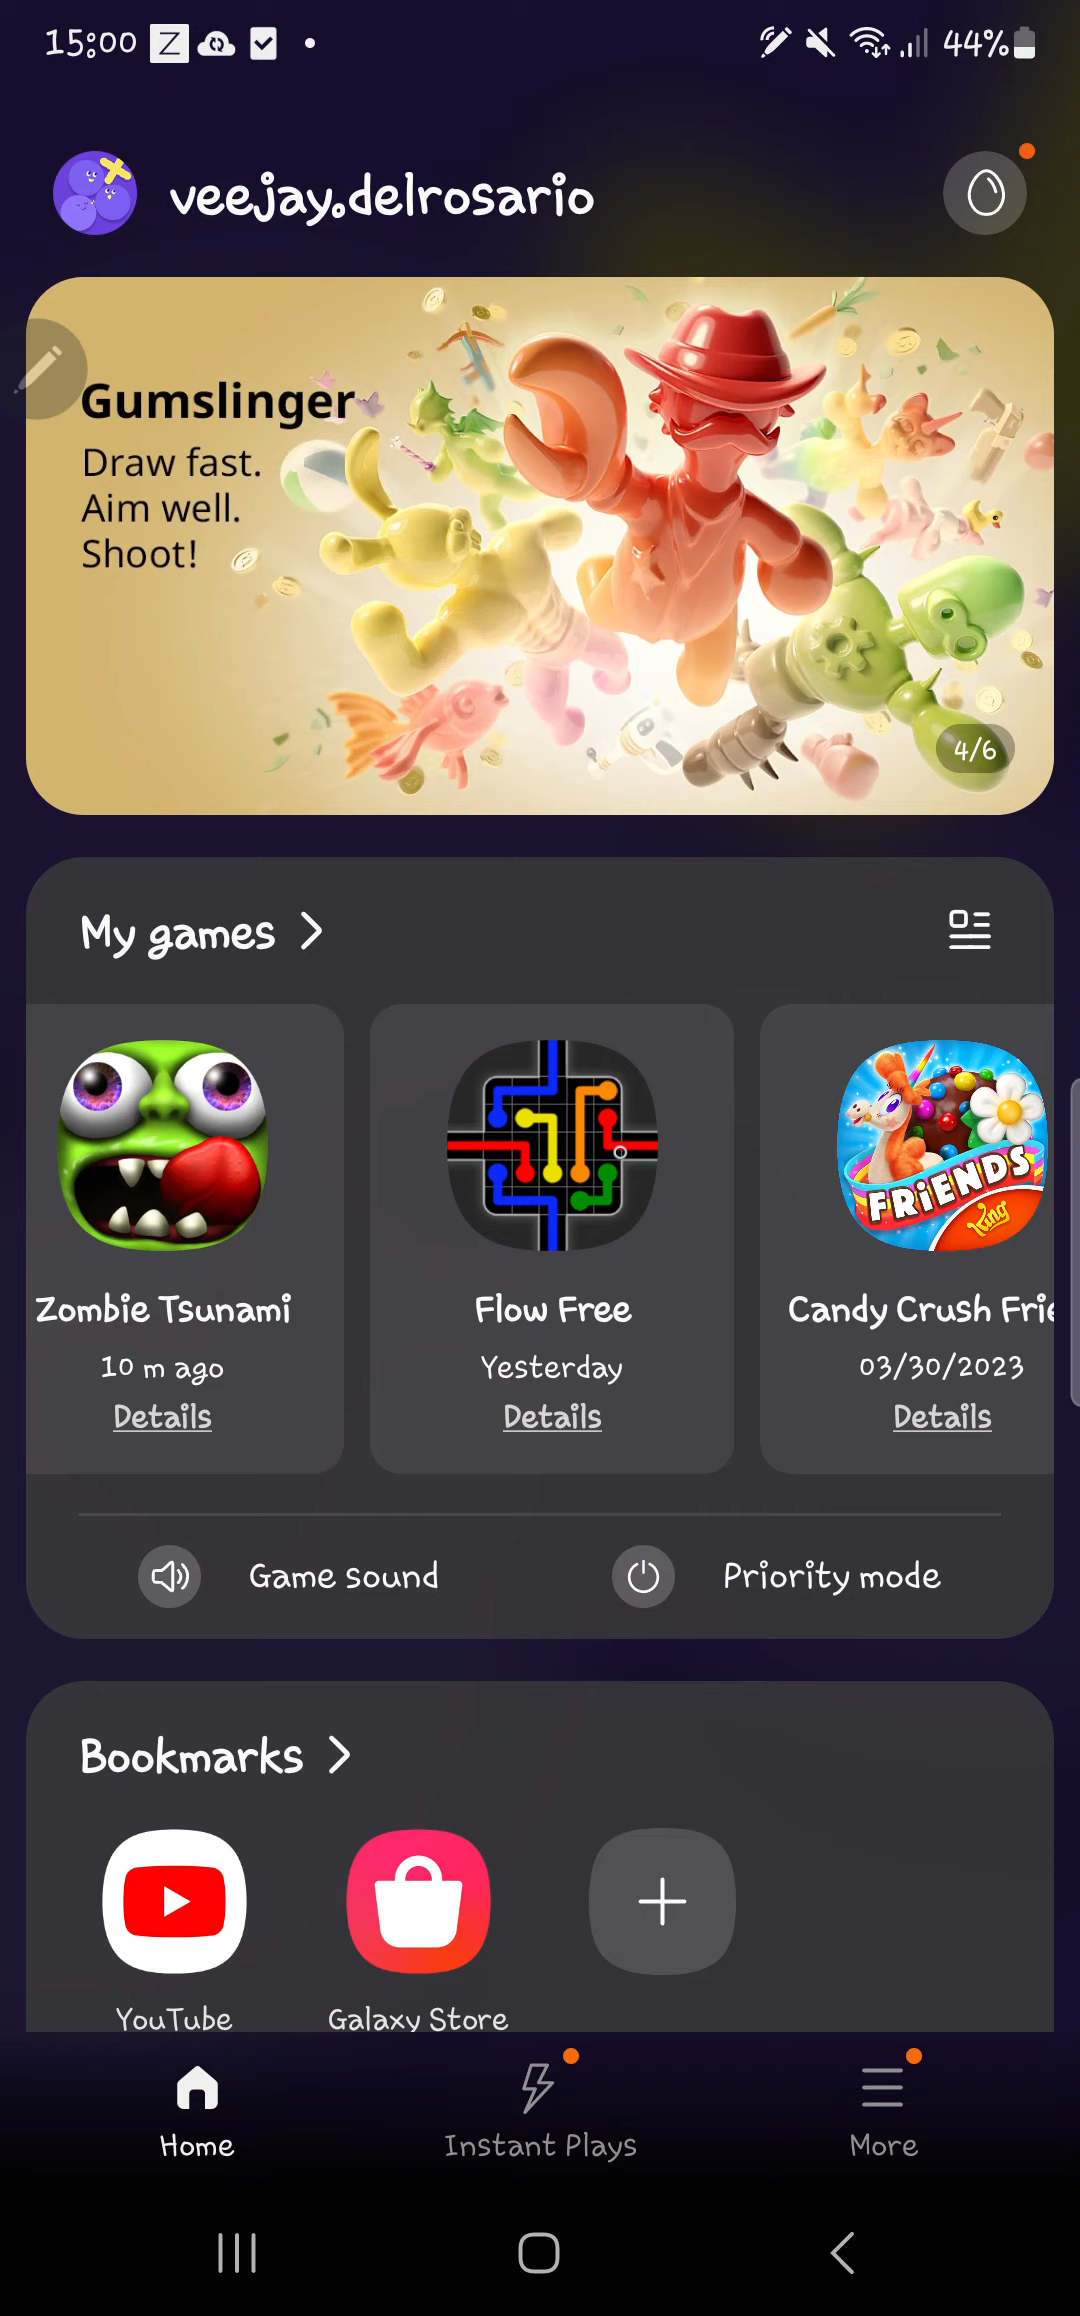 15:00
Z
44%
veejay.delrosario
Gumslinger
Draw fast.
Aim well.
Shoot!
4/6
My games
FRiENDS
King
Zombie Tsunami
Flow Free
Candy Crush Frie
10 m ago
Yesterday
03/30/2023
Details
Details
Details
Game sound
Priority mode
Bookmarks
YouTube
Galaxy Store
Home
Instant Plays
More